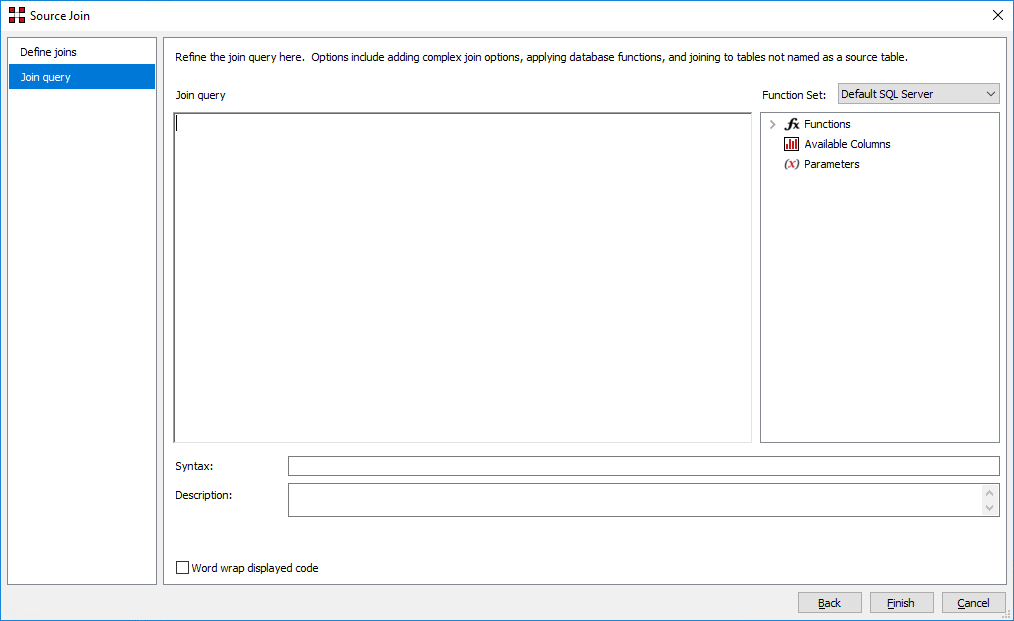 Source Join
Define joins
Join query
Refine the join query here.  Options include adding complex join options, applying database functions, and joining to tables not named as a source table.
Join query
Function Set:
Default SQL Server
fx Functions
Available Columns
(x) Parameters
Syntax:
Description:
Word wrap displayed code
Back
Finish
Cancel